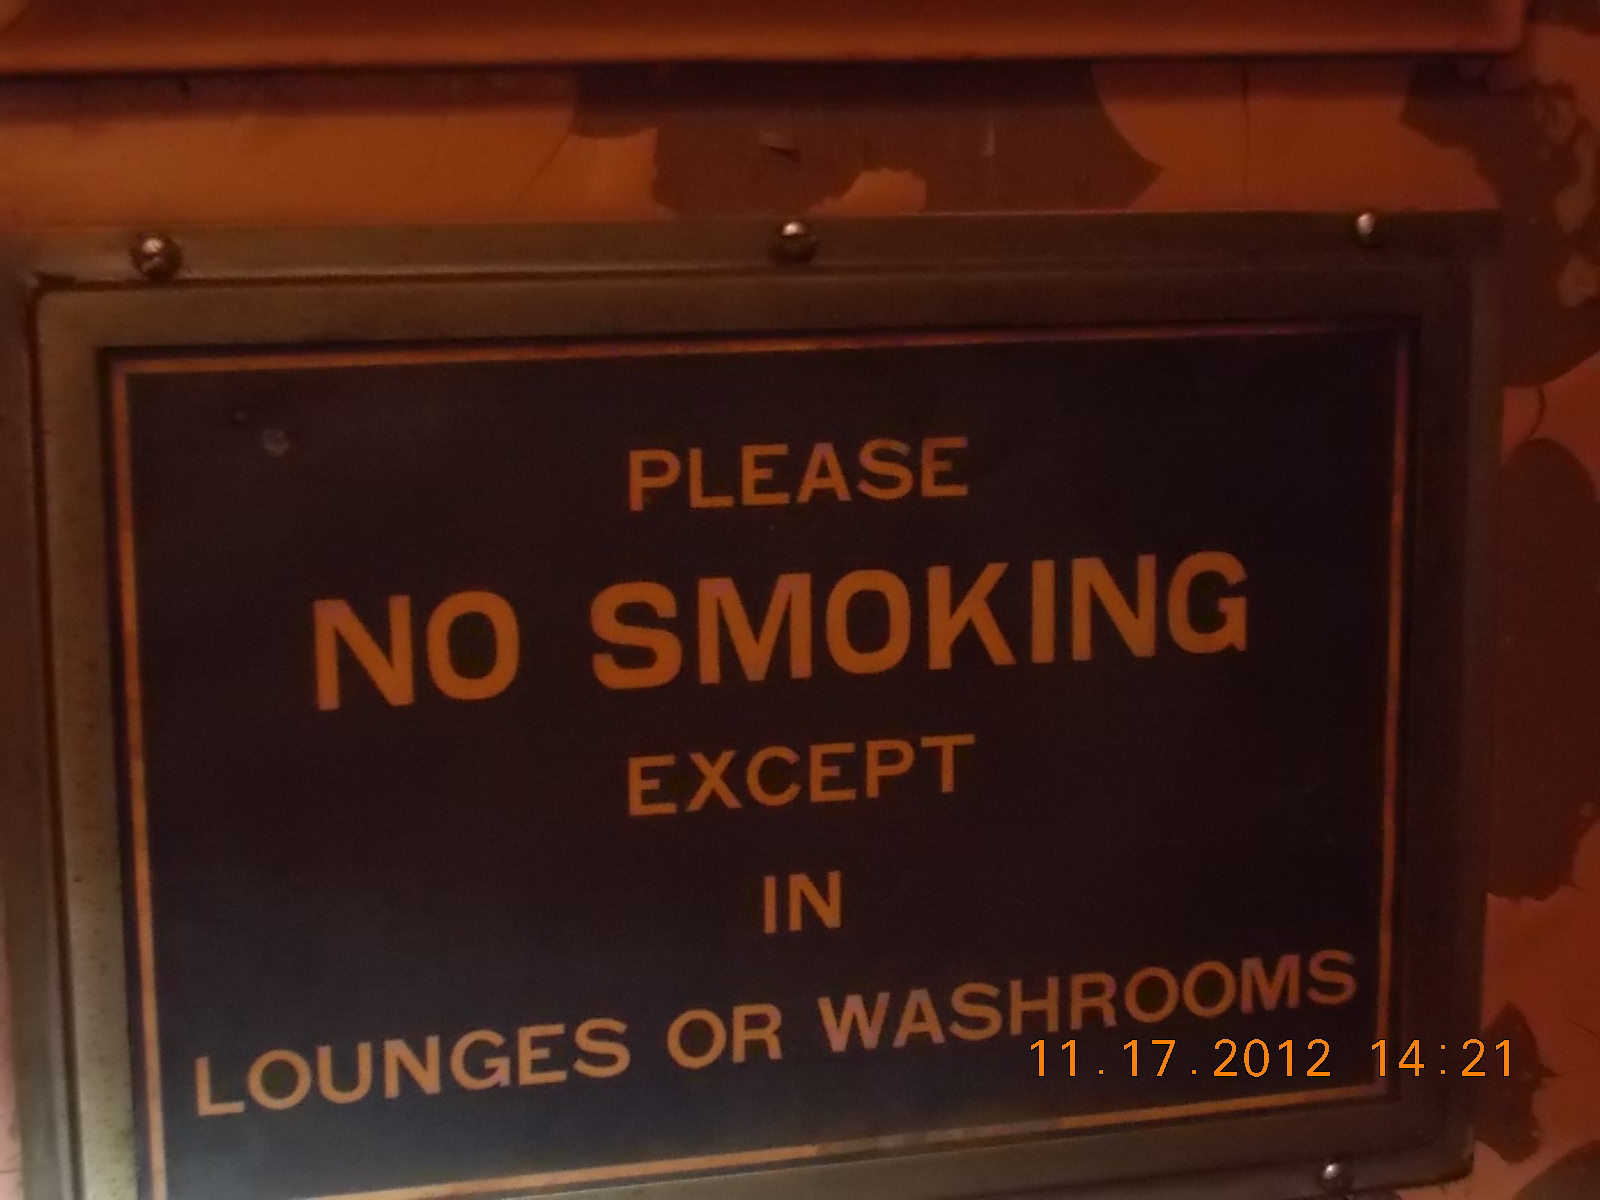 PLEASE
NO SMOKING
EXCEPT
IN
LOUNGES OR WASHROOMS
11.17.2012 14:21